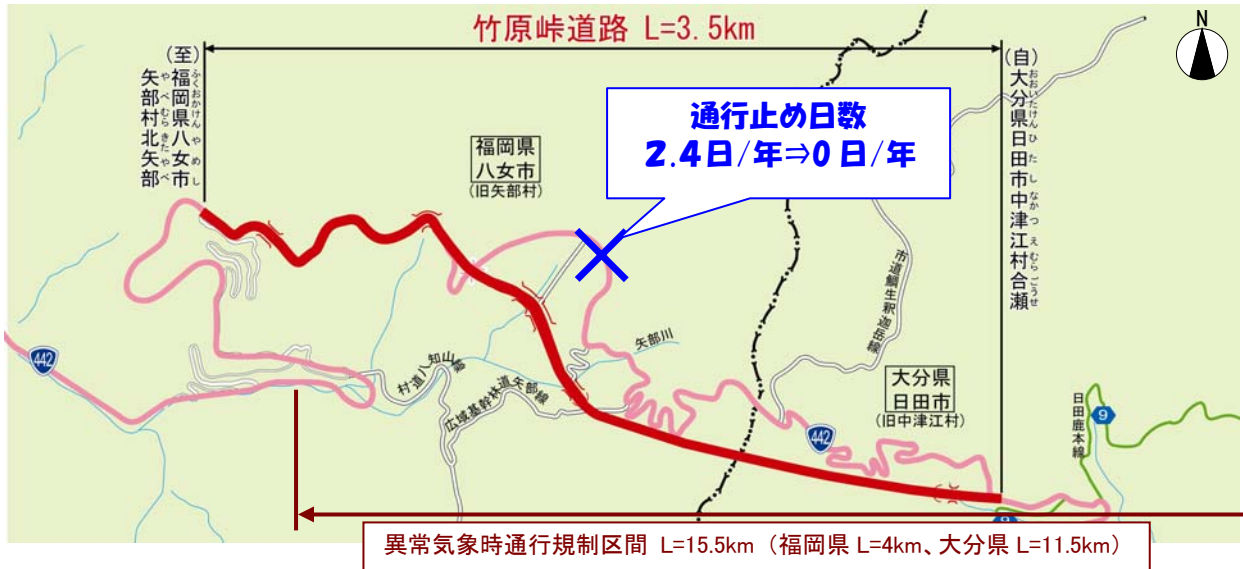 竹原峠道路 L=3.5km
N
(至)
福岡県八女市
ふくおかけんやめし
矢部村北矢部
やべむらきたやべ
(自)
大分県日田市中津江村合瀬
おおいたけんひたしなかつえむらごうせ
通行止め日数
2.4日/年⇒0日/年
福岡県
八女市
(旧矢部村)
市道鯛生釈迦岳線
矢部川
442
村道八知山線
広域基幹林道矢部線
大分県
日田市
(旧中津江村)
442
日田鹿本線
9
9
異常気象時通行規制区間 L=15.5km (福岡県 L=4km、大分県 L=11.5km)